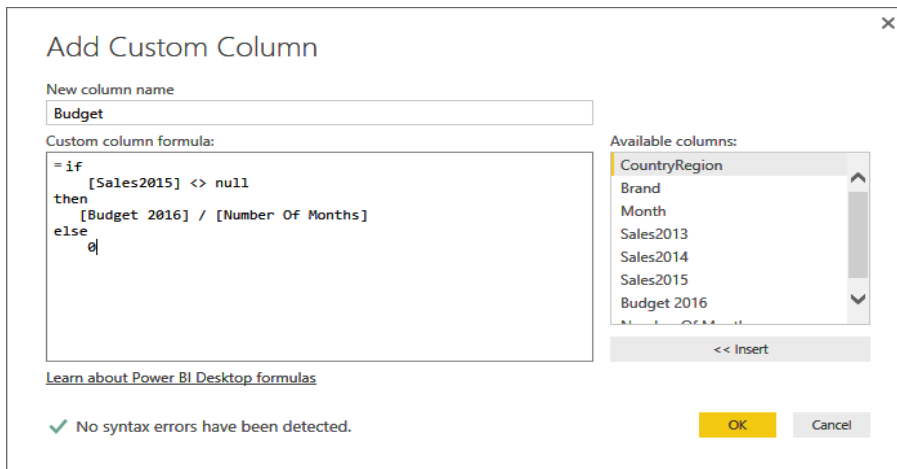 Add Custom Column
New column name
Budget
Custom column formula:
= if
    [Sales2015] <> null
then
   [Budget 2016] / [Number Of Months]
else
    0
Available columns:
CountryRegion
Brand
Month
Sales2013
Sales2014
Sales2015
Budget 2016
<< Insert
Learn about Power BI Desktop formulas
No syntax errors have been detected.
OK
Cancel